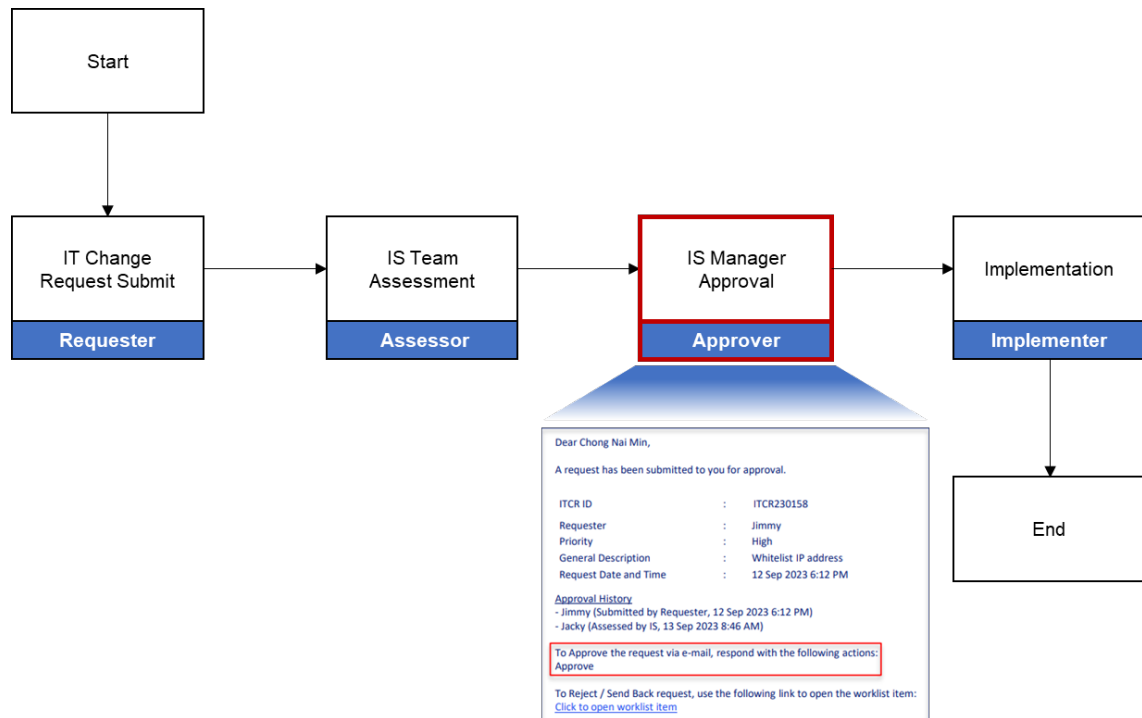 Start
IT Change
Request Submit
Requester
IS Team
Assessment
Assessor
IS Manager
Approval
Approver
Implementation
Implementer
Dear Chong Nai Min,
A request has been submitted to you for approval.
ITCR ID : ITCR230158
Requester : Jimmy
Priority : High
General Description : Whitelist IP address
Request Date and Time : 12 Sep 2023 6:12 PM
Approval History
- Jimmy (Submitted by Requester, 12 Sep 2023 6:12 PM)
- Jacky (Assessed by IS, 13 Sep 2023 8:46 AM)
To Approve the request via e-mail, respond with the following actions:
Approve
To Reject / Send Back request, use the following link to open the worklist item:
Click to open worklist item
End